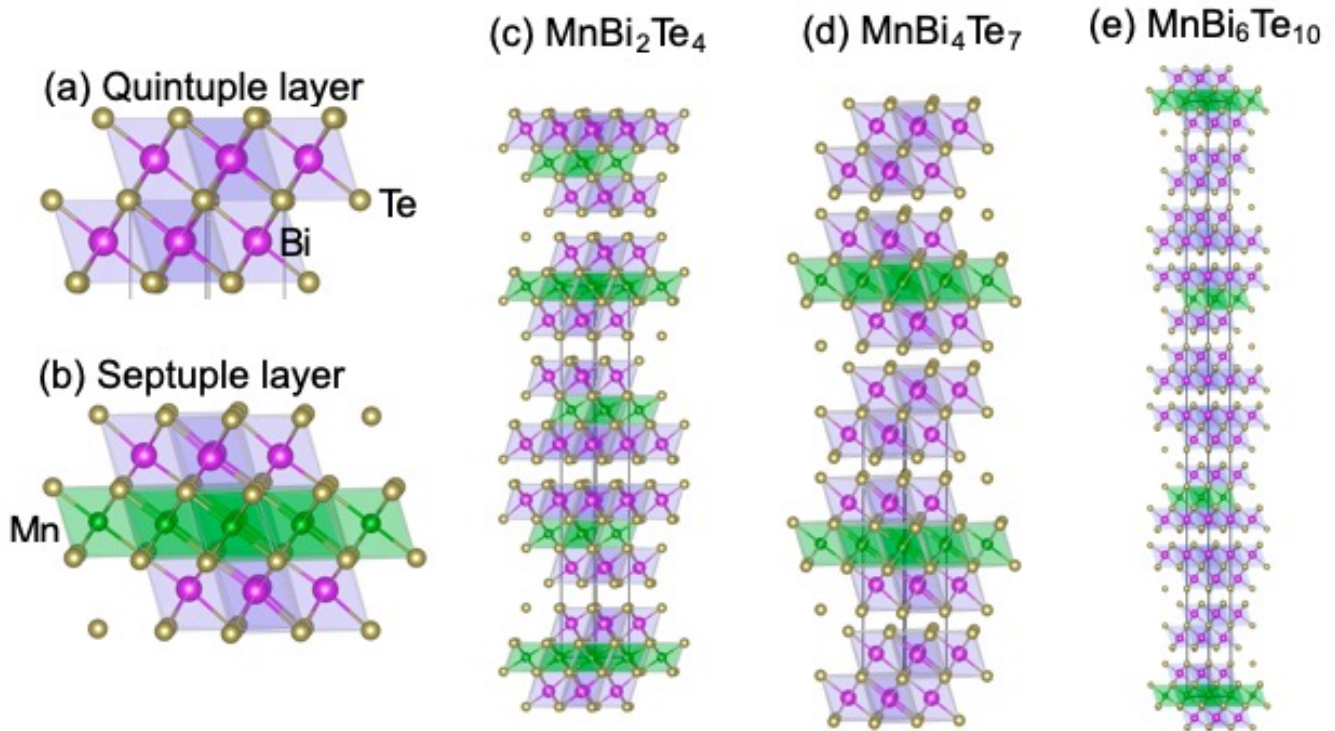 (a) Quintuple layer
Te
Bi
(b) Septuple layer
Mn
(c) MnBi₂Te₄
(d) MnBi₄Te₇
(e) MnBi₆Te₁₀